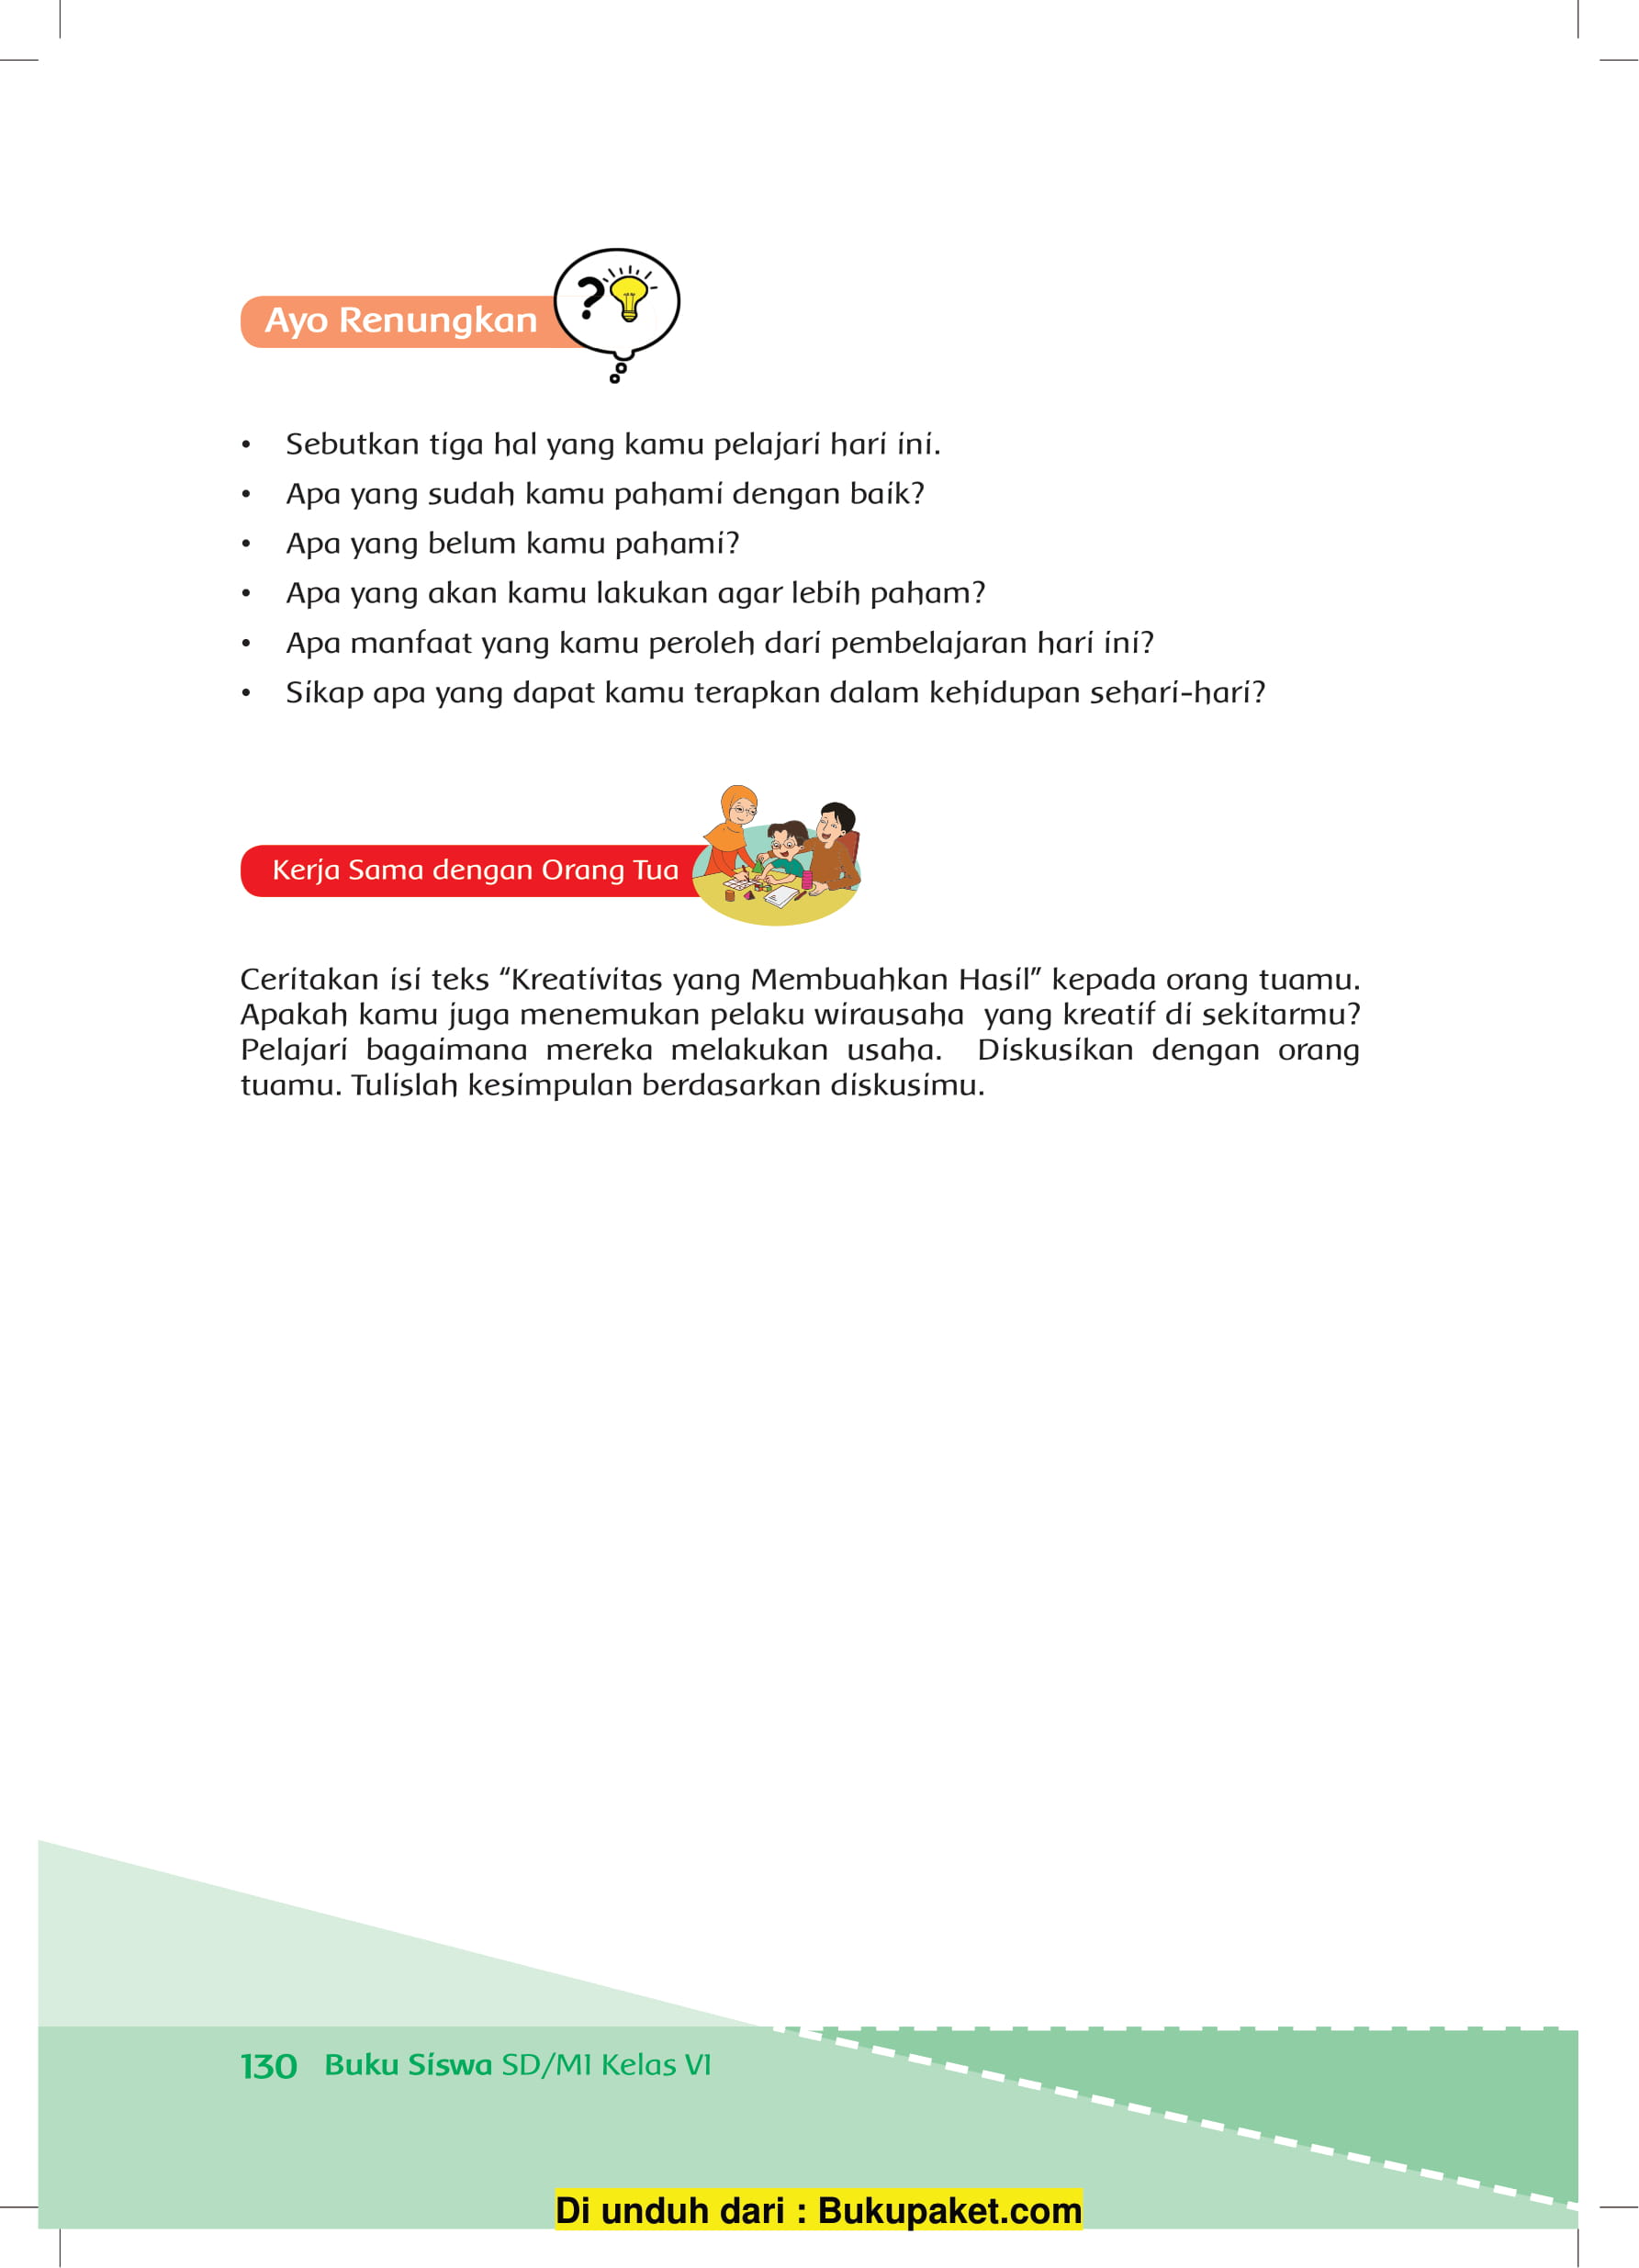 Ayo Renungkan
?
• Sebutkan tiga hal yang kamu pelajari hari ini.
• Apa yang sudah kamu pahami dengan baik?
• Apa yang belum kamu pahami?
• Apa yang akan kamu lakukan agar lebih paham?
• Apa manfaat yang kamu peroleh dari pembelajaran hari ini?
• Sikap apa yang dapat kamu terapkan dalam kehidupan sehari-hari?
Kerja Sama dengan Orang Tua
Ceritakan isi teks “Kreativitas yang Membuahkan Hasil” kepada orang tuamu.
Apakah kamu juga menemukan pelaku wirausaha yang kreatif di sekitarmu?
Pelajari bagaimana mereka melakukan usaha. Diskusikan dengan orang
tuamu. Tulislah kesimpulan berdasarkan diskusimu.
130 Buku Siswa SD/MI Kelas VI
Di unduh dari : Bukupaket.com